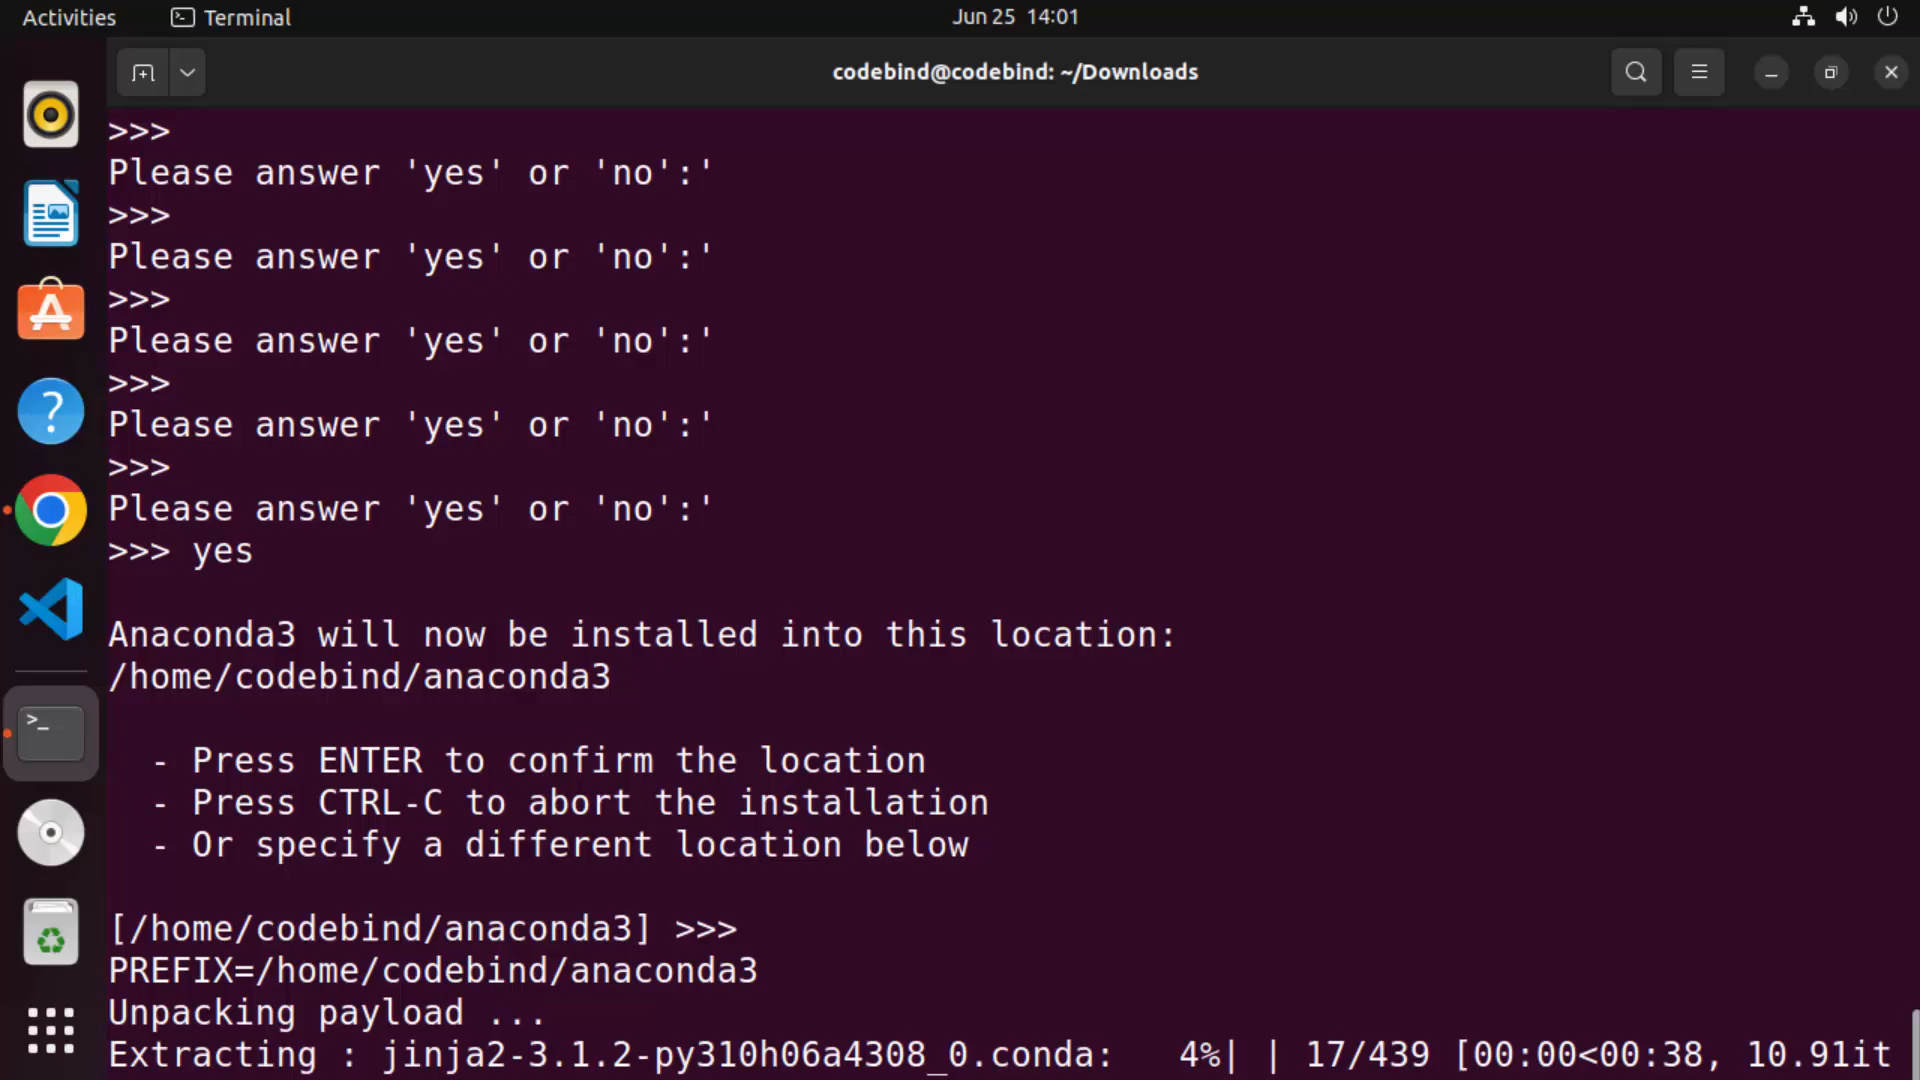 Activities
Terminal
Jun 25 14:01
codebind@codebind: ~/Downloads
>>>
Please answer 'yes' or 'no':'
>>>
Please answer 'yes' or 'no':'
>>>
Please answer 'yes' or 'no':'
>>>
Please answer 'yes' or 'no':'
>>>
Please answer 'yes' or 'no':'
>>> yes
Anaconda3 will now be installed into this location:
/home/codebind/anaconda3
- Press ENTER to confirm the location
- Press CTRL-C to abort the installation
- Or specify a different location below
[/home/codebind/anaconda3] >>>
PREFIX=/home/codebind/anaconda3
Unpacking payload ...
Extracting : jinja2-3.1.2-py310h06a4308_0.conda:   4%| | 17/439 [00:00<00:38, 10.91it